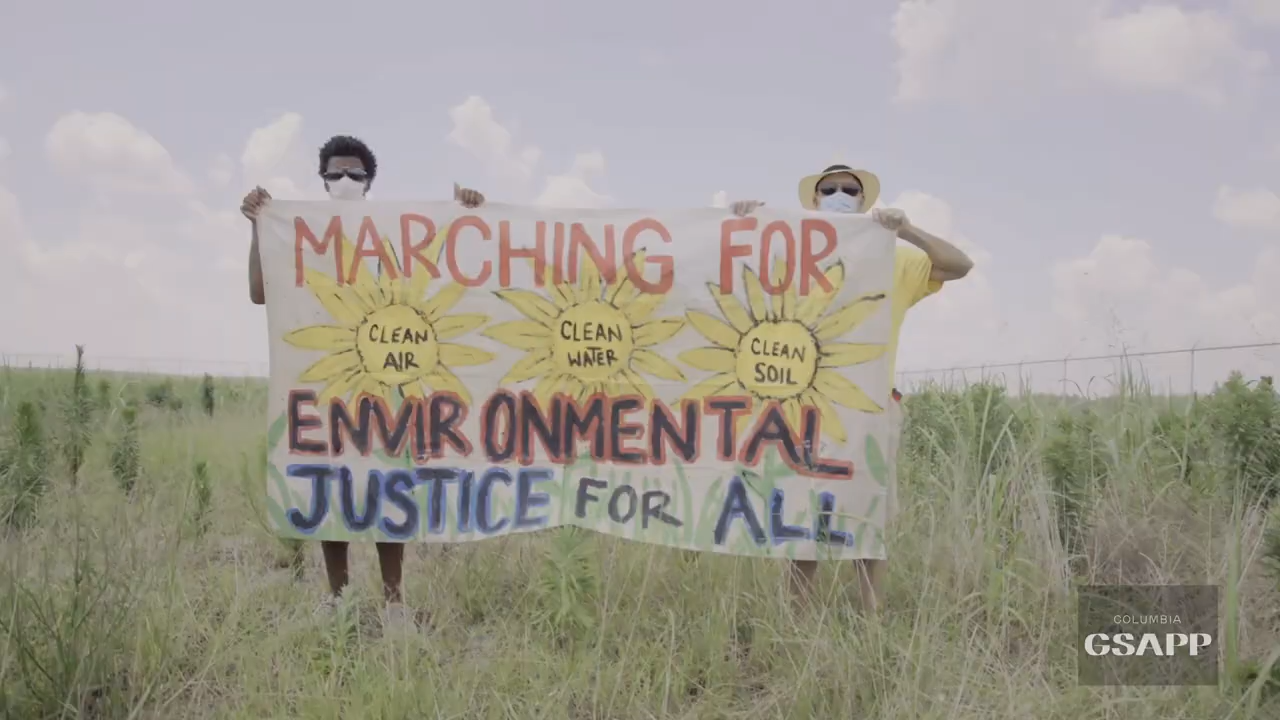 MARCHING FOR
CLEAN
AIR
CLEAN
WATER
CLEAN
SOIL
ENVIRONMENTAL
JUSTICE FOR ALL
COLUMBIA
GSAPP